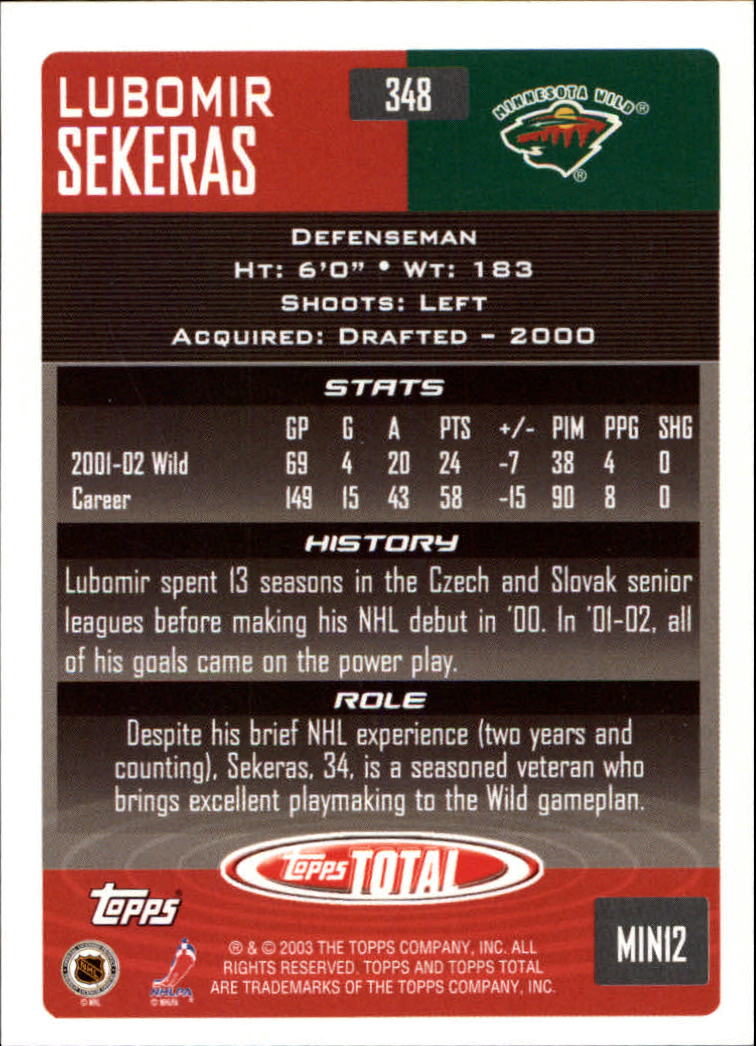 LUBOMIR
SEKERAS
348
MINNESOTA WILD®
®
DEFENSEMAN
HT: 6'0" • WT: 183
SHOOTS: LEFT
ACQUIRED: DRAFTED - 2000
STATS
GP G A PTS +/- PIM PPG SHG
2001-02 Wild 69 4 20 24 -7 38 4 0
Career 149 15 43 58 -15 90 8 0
HISTORY
Lubomir spent 13 seasons in the Czech and Slovak senior
leagues before making his NHL debut in '00. In '01-02, all
of his goals came on the power play.
ROLE
Despite his brief NHL experience (two years and
counting), Sekeras, 34, is a seasoned veteran who
brings excellent playmaking to the Wild gameplan.
Topps TOTAL
Topps®
MIN12
NHL
© NHL
NHLPA
© NHLPA
® & © 2003 THE TOPPS COMPANY, INC. ALL
RIGHTS RESERVED. TOPPS AND TOPPS TOTAL
ARE TRADEMARKS OF THE TOPPS COMPANY, INC.